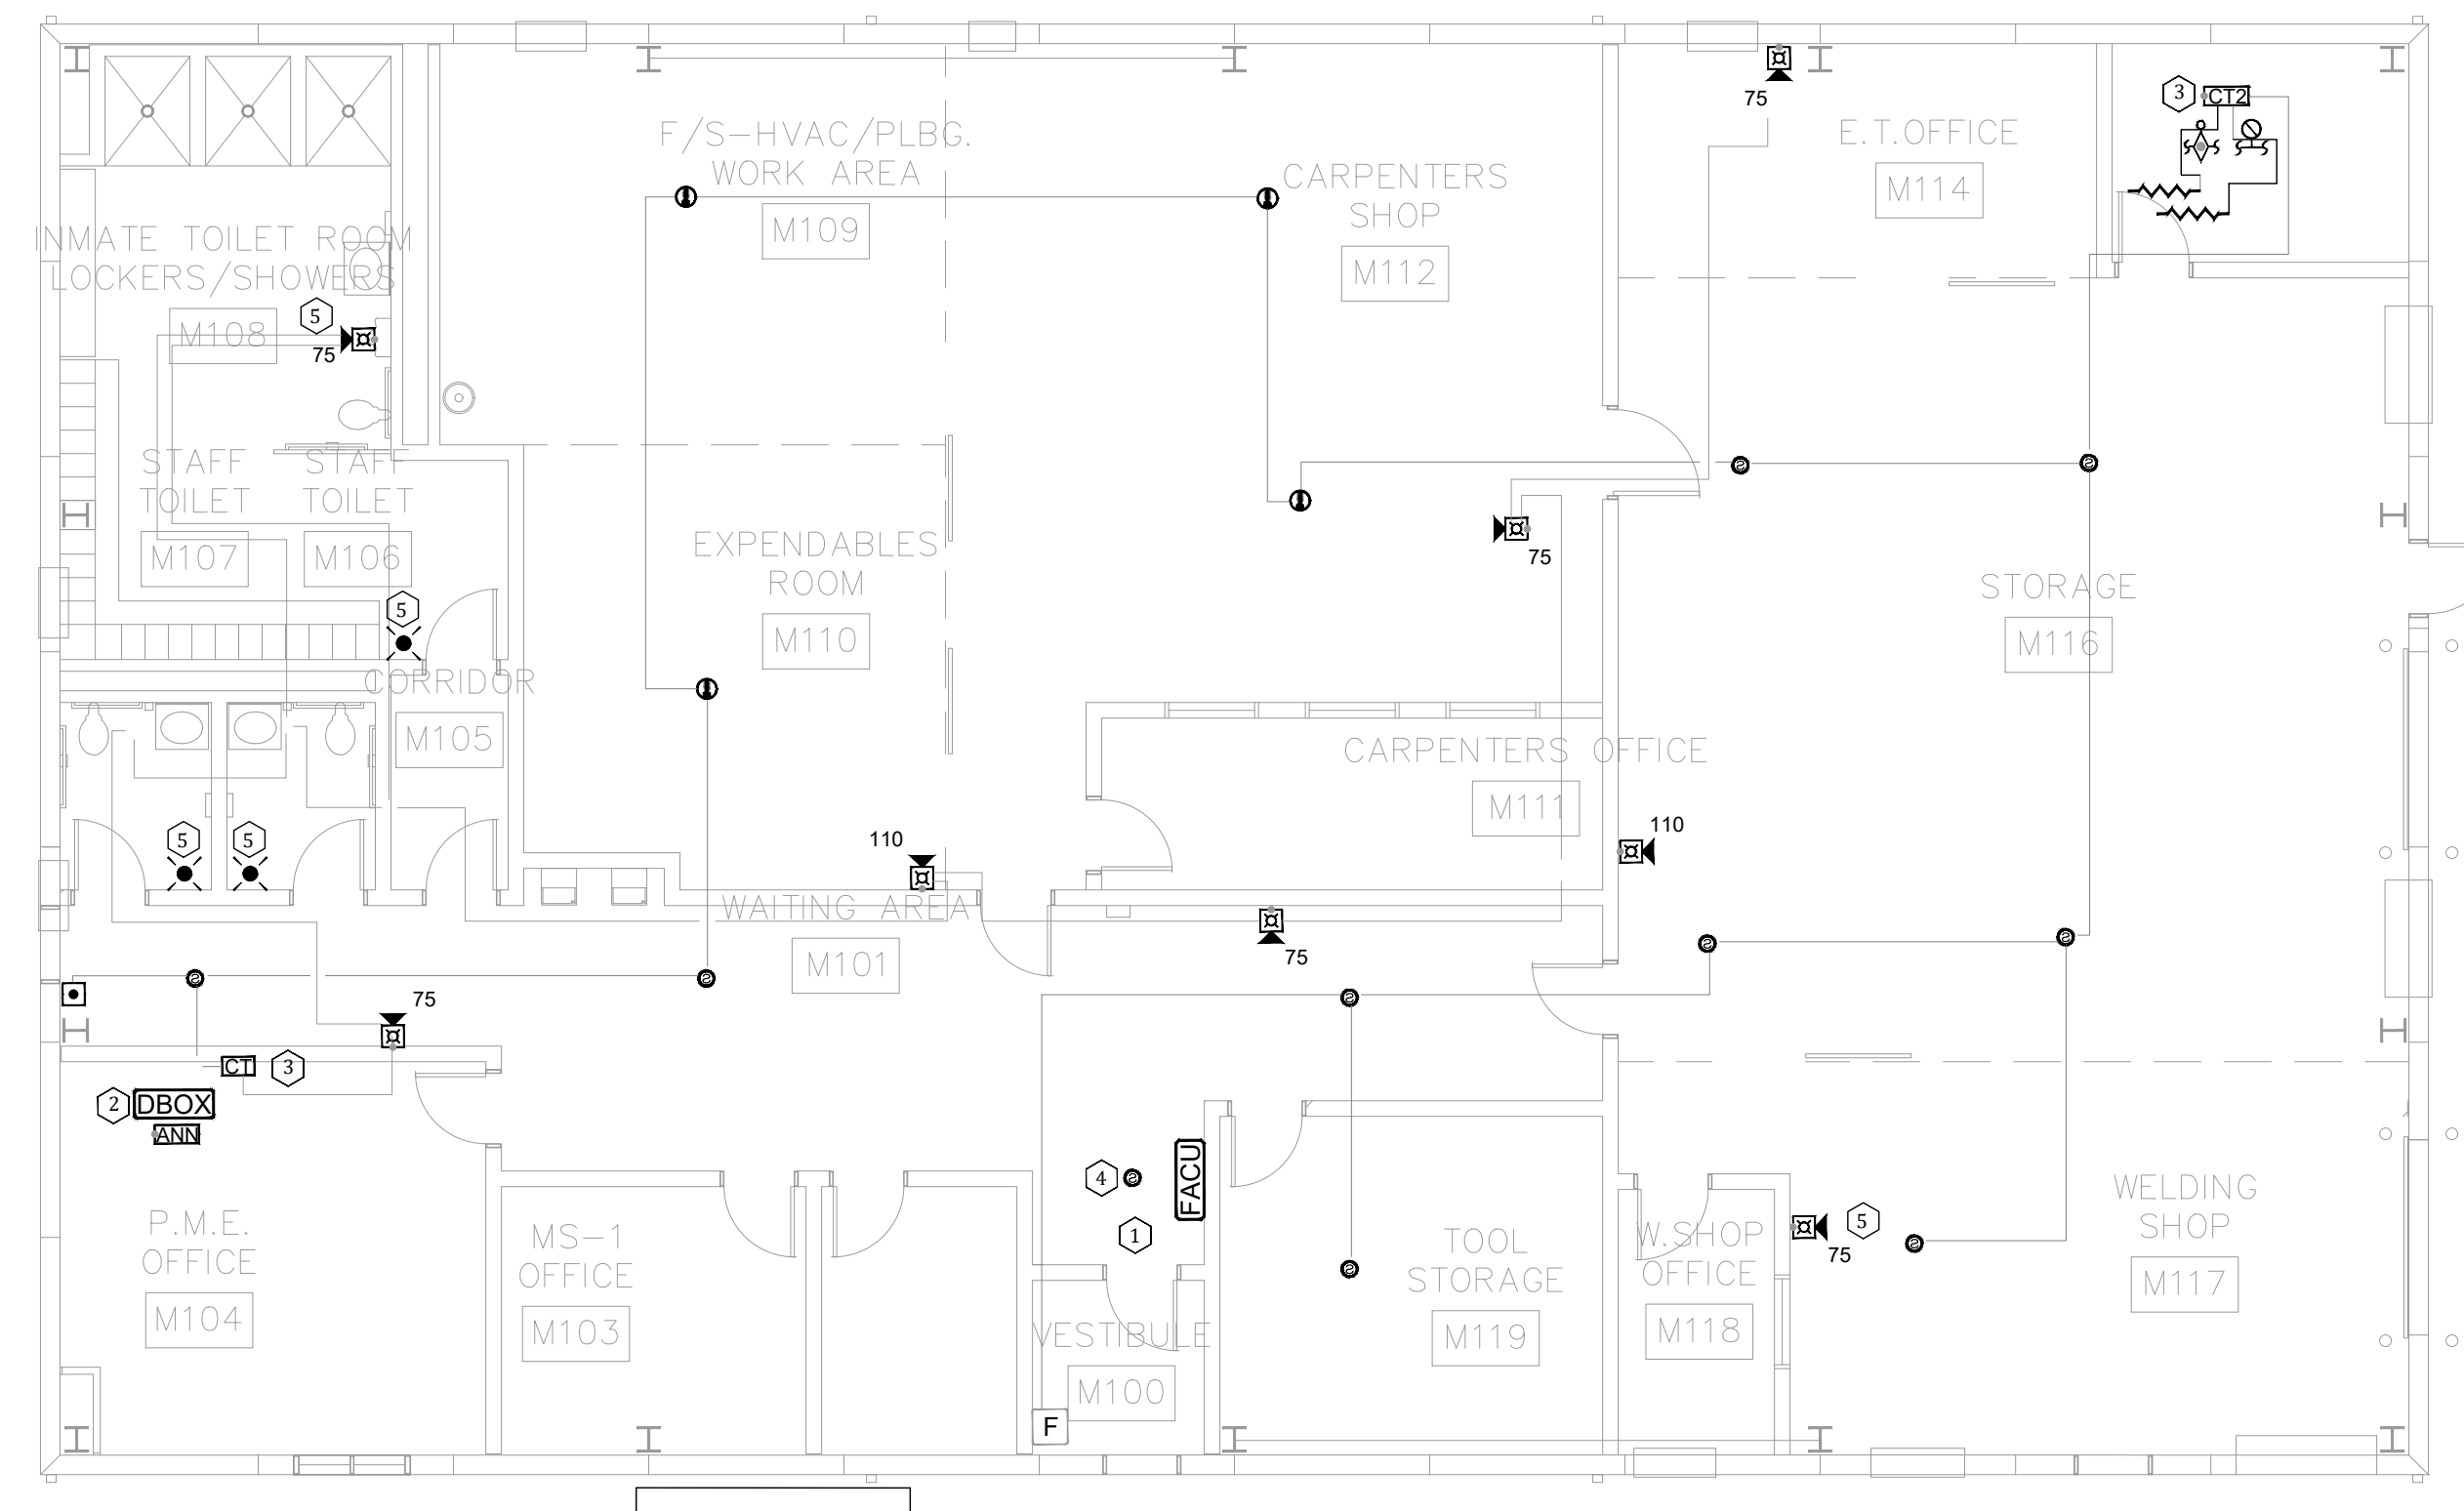 75
3
CT2
F/S-HVAC/PLBG.
WORK AREA
M109
E.T.OFFICE
M114
CARPENTERS
SHOP
M112
INMATE TOILET ROOM
LOCKERS/SHOWERS
M108
5
75
STAFF
TOILET
M107
STAFF
TOILET
M106
EXPENDABLES
ROOM
M110
75
STORAGE
M116
5
CORRIDOR
M105
CARPENTERS OFFICE
M111
5
5
110
110
WAITING AREA
M101
75
75
CT
3
2
DBOX
ANN
4
S
FACU
1
P.M.E.
OFFICE
M104
MS-1
OFFICE
M103
VESTIBULE
M100
F
TOOL
STORAGE
M119
W.SHOP
OFFICE
M118
5
75
WELDING
SHOP
M117